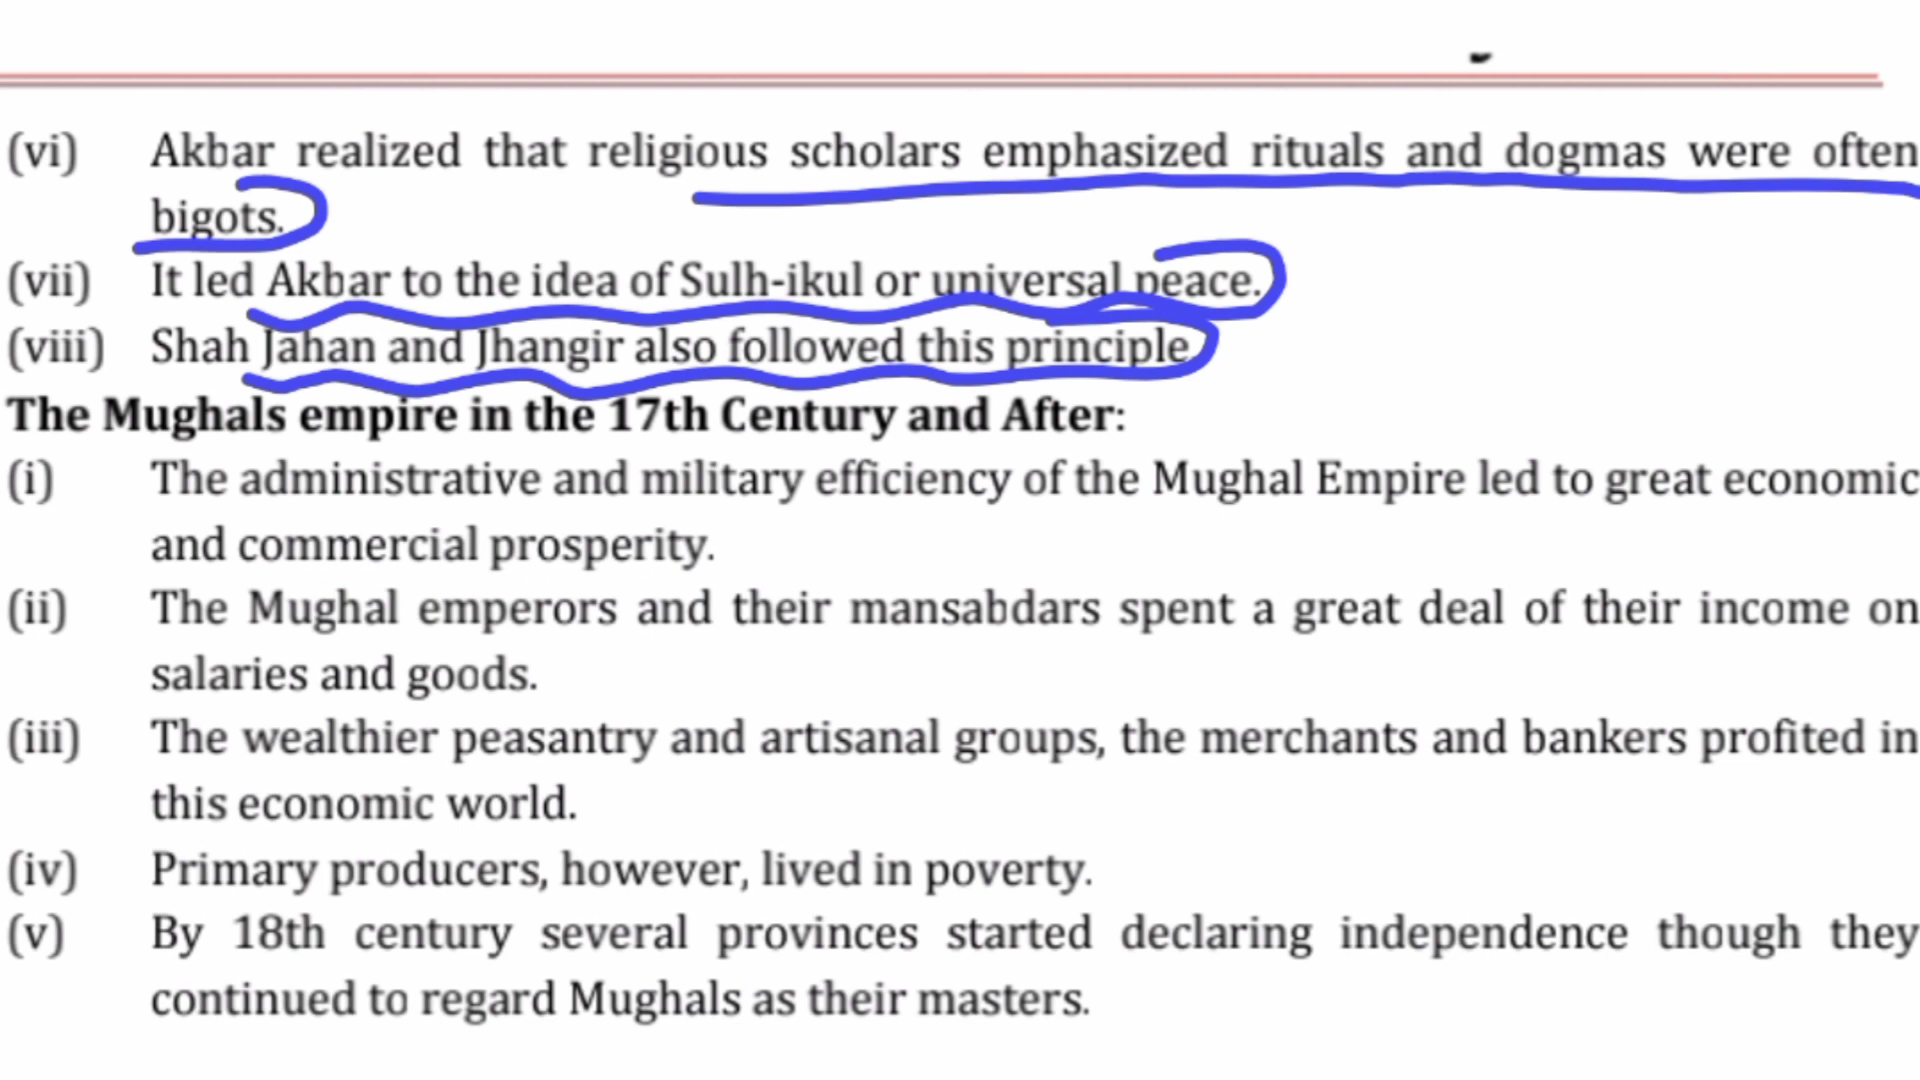 (vi) Akbar realized that religious scholars emphasized rituals and dogmas were often
bigots.
(vii) It led Akbar to the idea of Sulh-ikul or universal peace.
(viii) Shah Jahan and Jhangir also followed this principle
The Mughals empire in the 17th Century and After:
(i) The administrative and military efficiency of the Mughal Empire led to great economic
and commercial prosperity.
(ii) The Mughal emperors and their mansabdars spent a great deal of their income on
salaries and goods.
(iii) The wealthier peasantry and artisanal groups, the merchants and bankers profited in
this economic world.
(iv) Primary producers, however, lived in poverty.
(v) By 18th century several provinces started declaring independence though they
continued to regard Mughals as their masters.